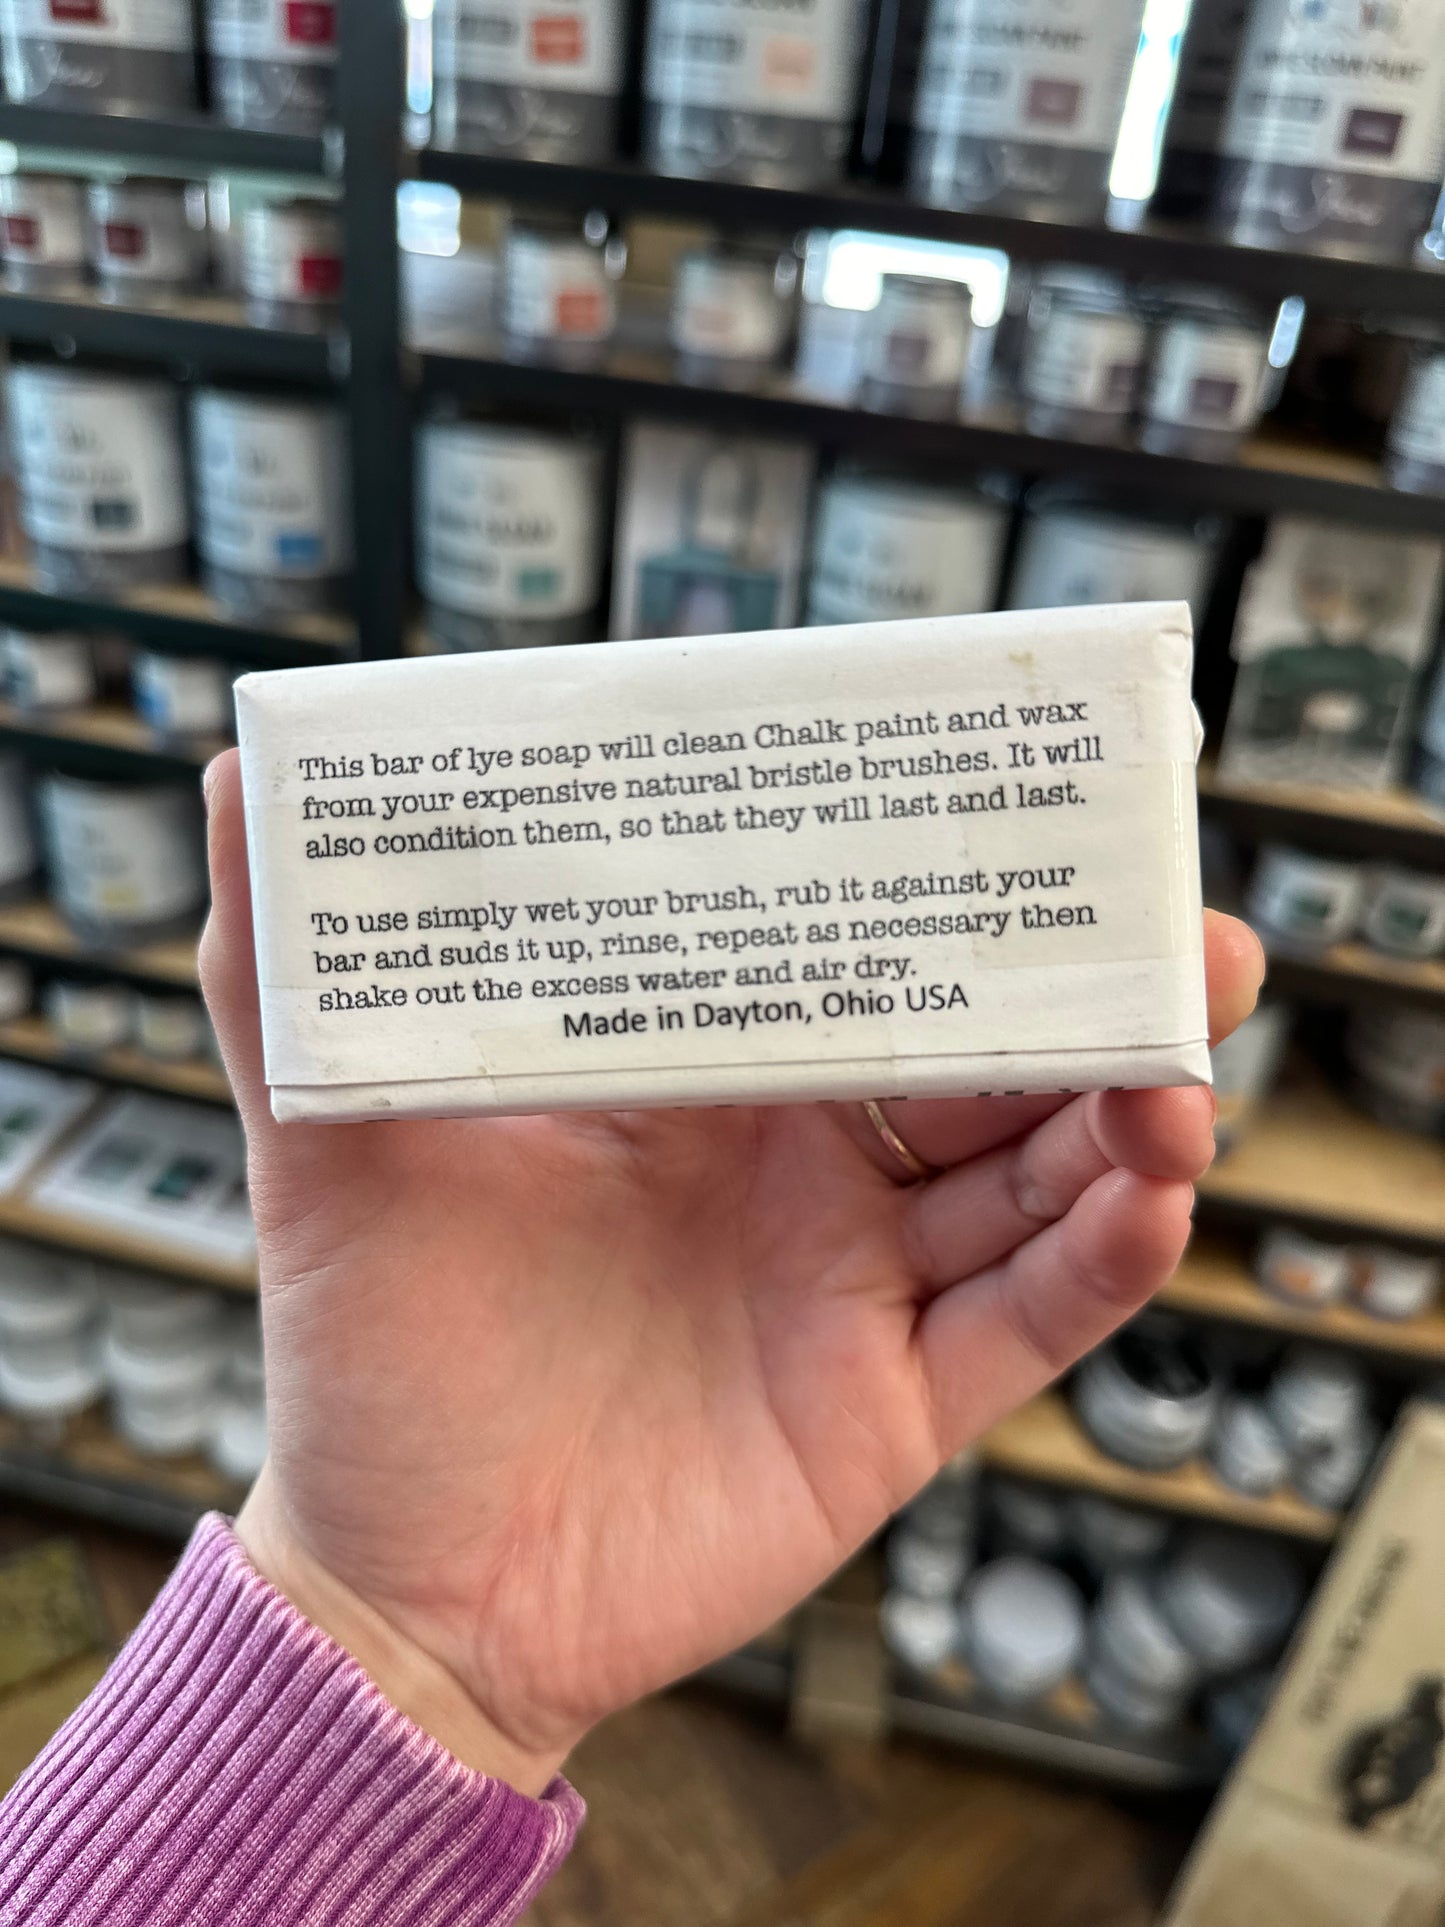 This bar of lye soap will clean Chalk paint and wax
from your expensive natural bristle brushes. It will
also condition them, so that they will last and last.
To use simply wet your brush, rub it against your
bar and suds it up, rinse, repeat as necessary then
shake out the excess water and air dry.
Made in Dayton, Ohio USA